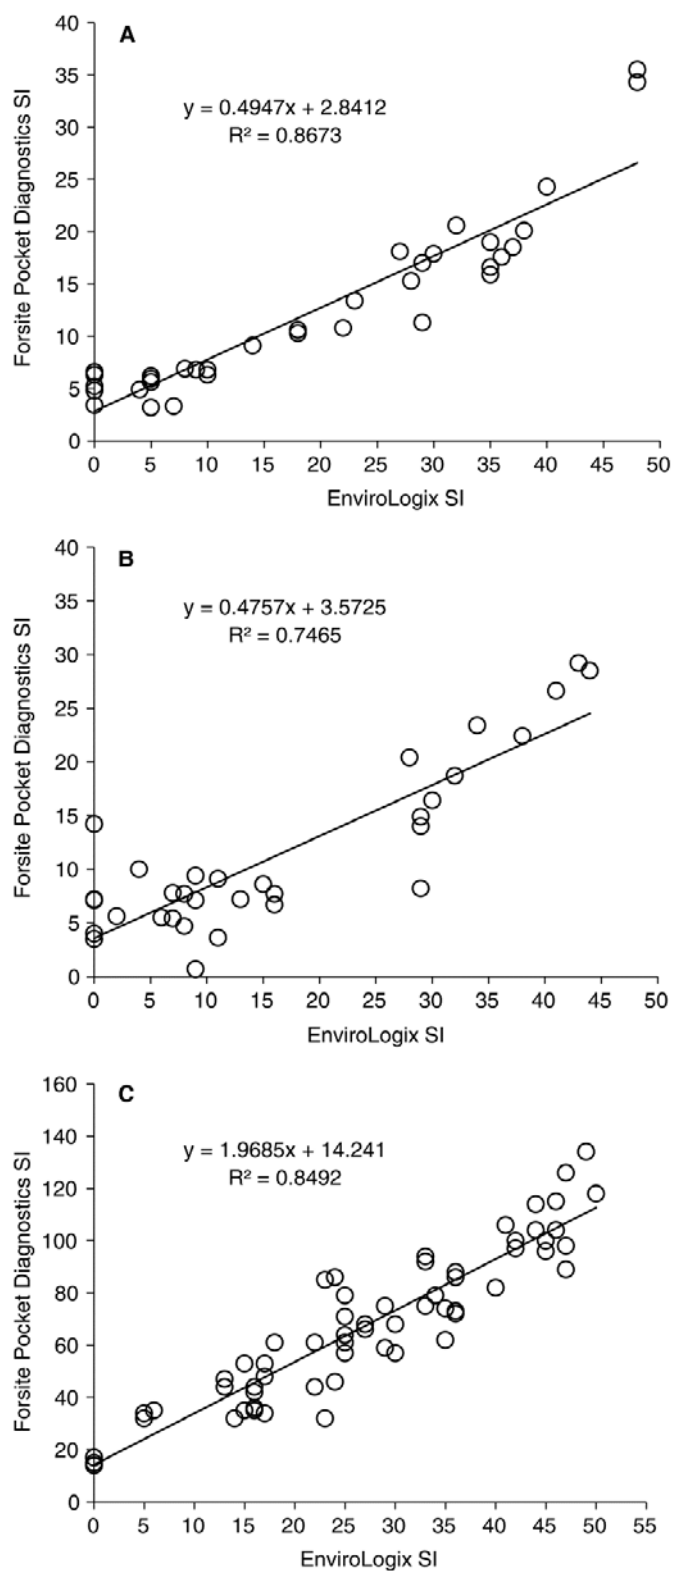 A
y = 0.4947x + 2.8412
R² = 0.8673
Forsite Pocket Diagnostics SI
40
35
30
25
20
15
10
5
0
0 5 10 15 20 25 30 35 40 45 50
EnviroLogix SI
B
y = 0.4757x + 3.5725
R² = 0.7465
Forsite Pocket Diagnostics SI
40
35
30
25
20
15
10
5
0
0 5 10 15 20 25 30 35 40 45 50
EnviroLogix SI
C
y = 1.9685x + 14.241
R² = 0.8492
Forsite Pocket Diagnostics SI
160
140
120
100
80
60
40
20
0
0 5 10 15 20 25 30 35 40 45 50 55
EnviroLogix SI